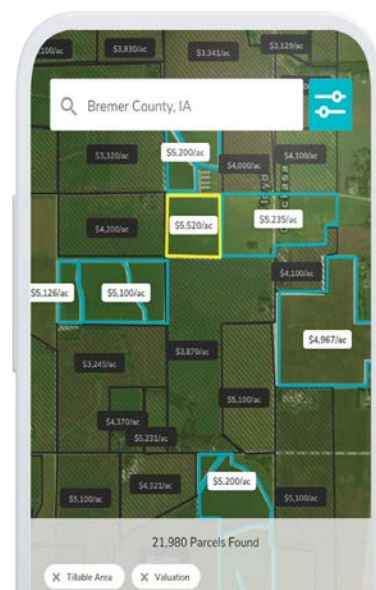 $3,930/ac
$3,341/ac
$3,129/ac
Bremer County, IA
$3,320/ac
$5,200/ac
$4,000/ac
$4,100/ac
$4,200/ac
$5,520/ac
$5,235/ac
$5,126/ac
$5,100/ac
$4,100/ac
$4,967/ac
$3,245/ac
$3,870/ac
$5,100/ac
$4,370/ac
$5,231/ac
$5,100/ac
$4,321/ac
$5,200/ac
$5,100/ac
21,980 Parcels Found
X Tillable Area
X Valuation